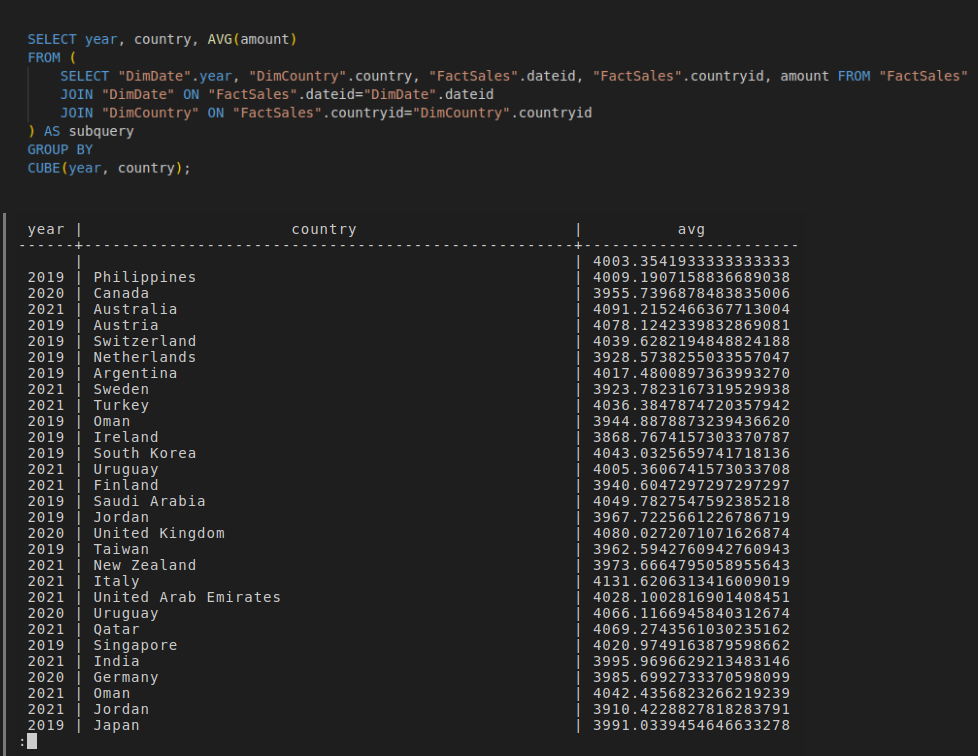 SELECT year, country, AVG(amount)
FROM (
SELECT "DimDate".year, "DimCountry".country, "FactSales".dateid, "FactSales".countryid, amount FROM "FactSales"
JOIN "DimDate" ON "FactSales".dateid="DimDate".dateid
JOIN "DimCountry" ON "FactSales".countryid="DimCountry".countryid
) AS subquery
GROUP BY
CUBE(year, country);
year | country | avg
------+----------------------------------------------------+-----------------------
| | 4003.3541933333333333
2019 | Philippines | 4009.1907158836689038
2020 | Canada | 3955.7396878483835006
2021 | Australia | 4091.2152466367713004
2019 | Austria | 4078.1242339832869081
2019 | Switzerland | 4039.6282194848824188
2019 | Netherlands | 3928.5738255033557047
2019 | Argentina | 4017.4800897363993270
2021 | Sweden | 3923.7823167319529938
2021 | Turkey | 4036.3847874720357942
2019 | Oman | 3944.8878873239436620
2019 | Ireland | 3868.7674157303370787
2019 | South Korea | 4043.0325659741718136
2021 | Uruguay | 4005.3606741573033708
2021 | Finland | 3940.6047297297297297
2019 | Saudi Arabia | 4049.7827547592385218
2019 | Jordan | 3967.7225661226786719
2020 | United Kingdom | 4080.0272071071626874
2019 | Taiwan | 3962.5942760942760943
2021 | New Zealand | 3973.6664795058955643
2021 | Italy | 4131.6206313416009019
2021 | United Arab Emirates | 4028.1002816901408451
2020 | Uruguay | 4066.1166945840312674
2021 | Qatar | 4069.2743561030235162
2019 | Singapore | 4020.9749163879598662
2021 | India | 3995.9696629213483146
2020 | Germany | 3985.6992733370598099
2021 | Oman | 4042.4356823266219239
2021 | Jordan | 3910.4228827818283791
2019 | Japan | 3991.0339454646633278
: